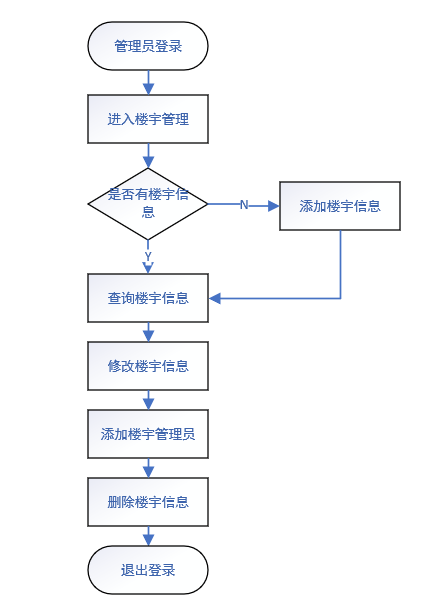 管理员登录
进入楼宇管理
是否有楼宇信
息
N
添加楼宇信息
Y
查询楼宇信息
修改楼宇信息
添加楼宇管理员
删除楼宇信息
退出登录